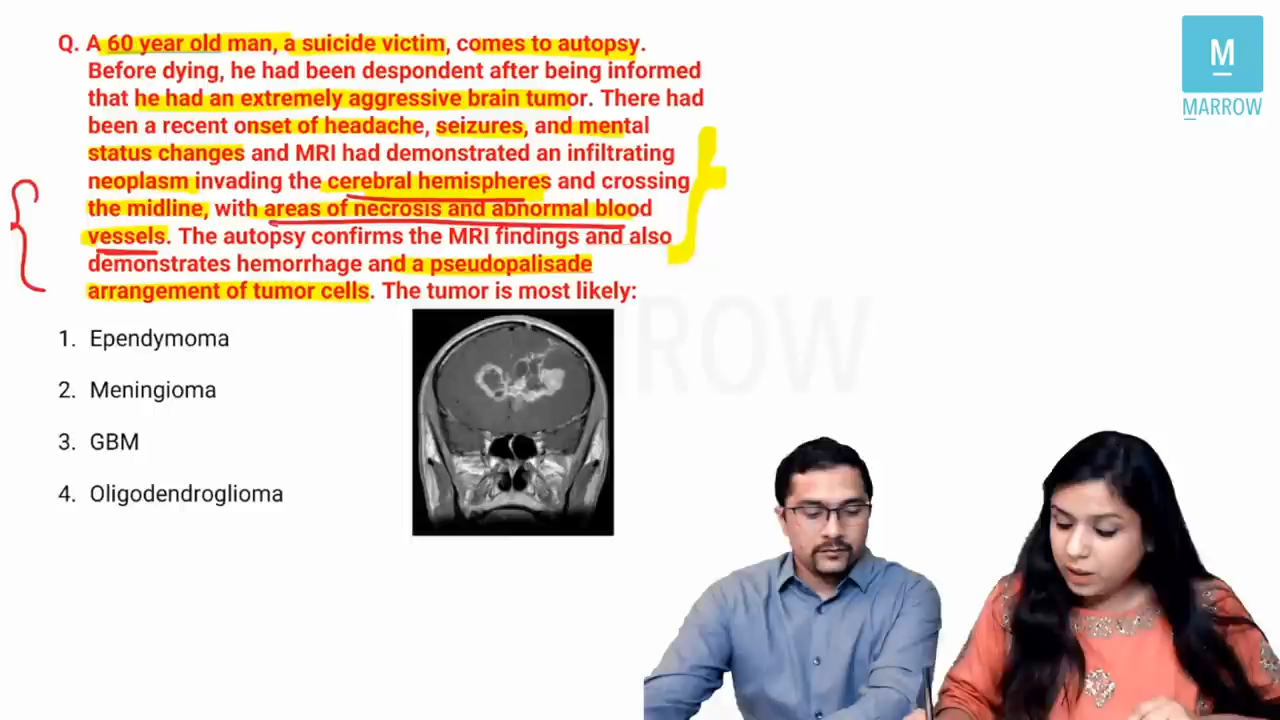 M
MARROW
Q. A 60 year old man, a suicide victim, comes to autopsy.
Before dying, he had been despondent after being informed
that he had an extremely aggressive brain tumor. There had
been a recent onset of headache, seizures, and mental
status changes and MRI had demonstrated an infiltrating
neoplasm invading the cerebral hemispheres and crossing
the midline, with areas of necrosis and abnormal blood
vessels. The autopsy confirms the MRI findings and also
demonstrates hemorrhage and a pseudopalisade
arrangement of tumor cells. The tumor is most likely:
1. Ependymoma
2. Meningioma
3. GBM
4. Oligodendroglioma
ROW